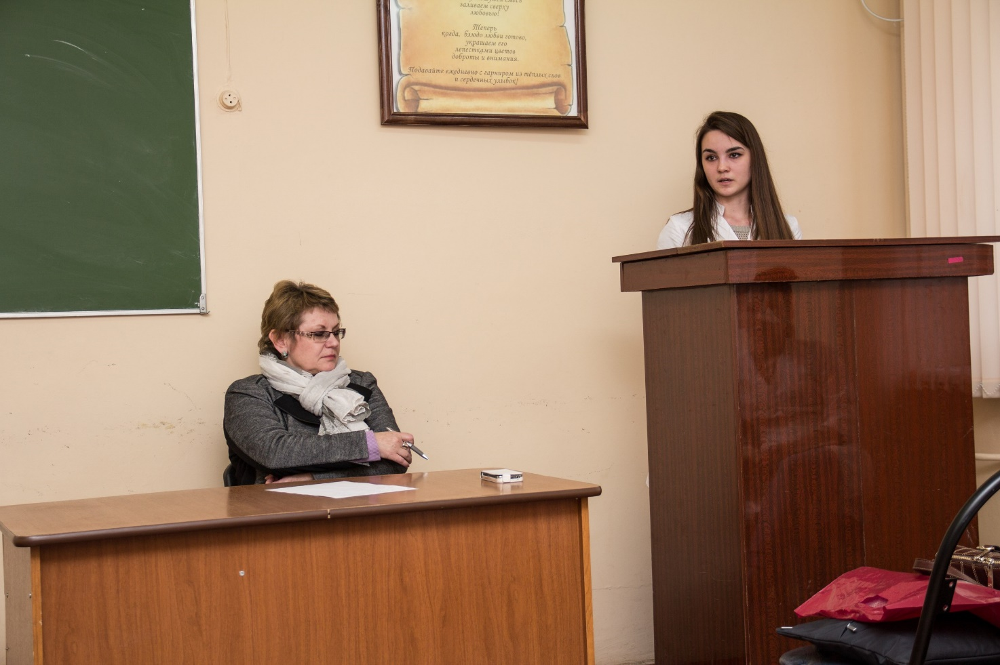 заливаем сверху
любовью!
Теперь
когда, блюдо любви готово,
украшаем его
лепестками цветов
доброты и внимания.
Подавайте ежедневно с гарниром из тёплых слов
и сердечных улыбок!